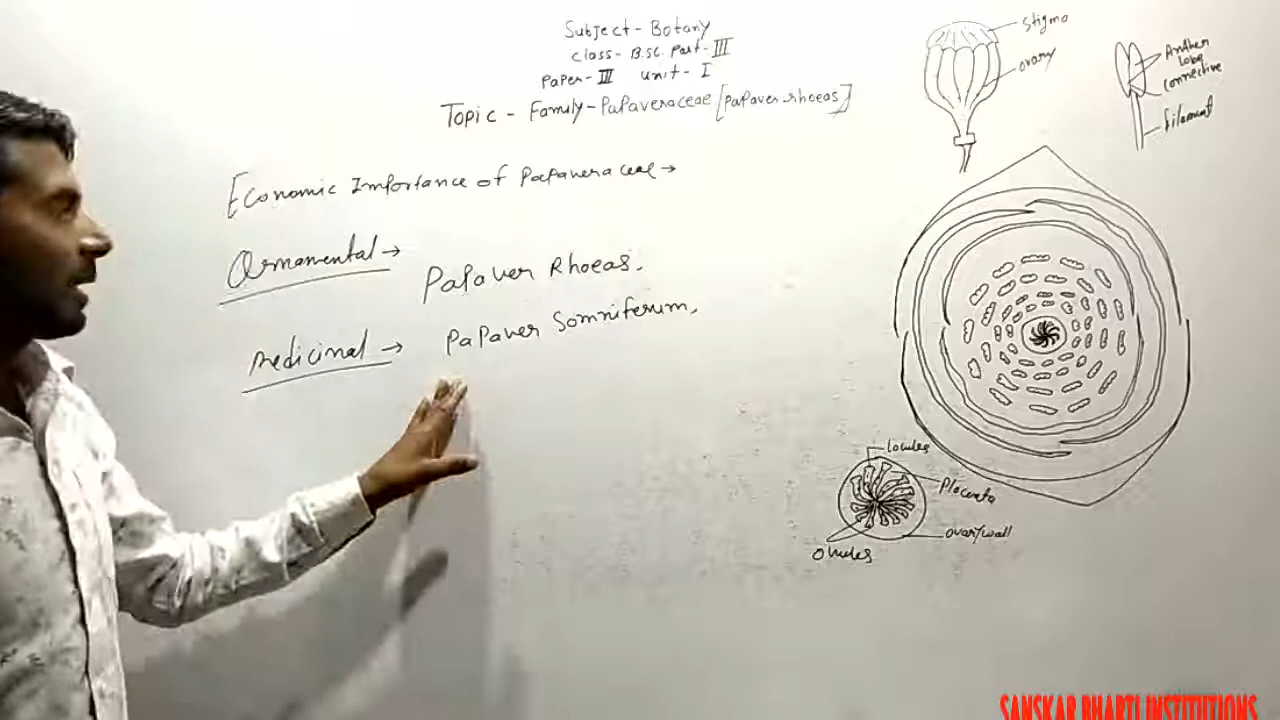 Subject - Botany
Class - B.Sc. Part - III
Paper - III Unit - I
Topic - Family - Papaveraceae [Papaver rhoeas]
Economic Importance of Papaveraceae →
Ornamental →
Papaver Rhoeas,
Medicinal →
Papaver Somniferum,
stigma
ovary
Anther
lobe
connective
filament
locules
Placenta
ovary wall
Ovules
SANSKAR BHARTI INSTITUTIONS